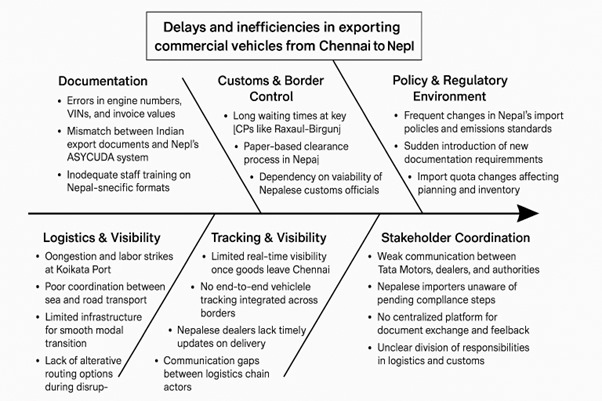 Delays and inefficiencies in exporting
commercial vehicles from Chennai to Nepl
Documentation
• Errors in engine numbers,
VINs, and invoice values
• Mismatch between Indian
export documents and Nepl's
ASYCUDA system
• Inodequate staff training on
Nepal-snecific formats
Customs & Border
Control
• Long waiting times at key
|CPs like Raxaul-Birgunj
• Paper-based clearance
process in Nepa|
• Dependency on vaiability of
Nepalese customs officials
Policy & Regulatory
Environment
• Frequent changes in Nepal's import
policies and emissions standards
• Sudden introduction of new
documentation requiremments
• Import quota changes affecting
planning and inventory
Logistics & Visibility
• Oongestion and labor strikes
at Koikata Port
• Poor coordination between
sea and road transport
• Limited infrastructure
for smooth modal
transition
• Lack of alterative
routing options
during disrup-
Tracking & Visibility
• Limited real-time visibility
once goods leave Chennai
• No end-to-end vehiclele
tracking integrated across
borders
• Nepalese dealers lack timely
updates on delivery
• Communication gaps
between logistics chain
actors
Stakeholder Coordination
• Weak communication between
Tata Motors, dealers, and authorities
• Nepalese importers unaware of
pending compliance steps
• No centralized platform for
document exchange and feedback
• Unclear division of responsibilities
in logistics and customs